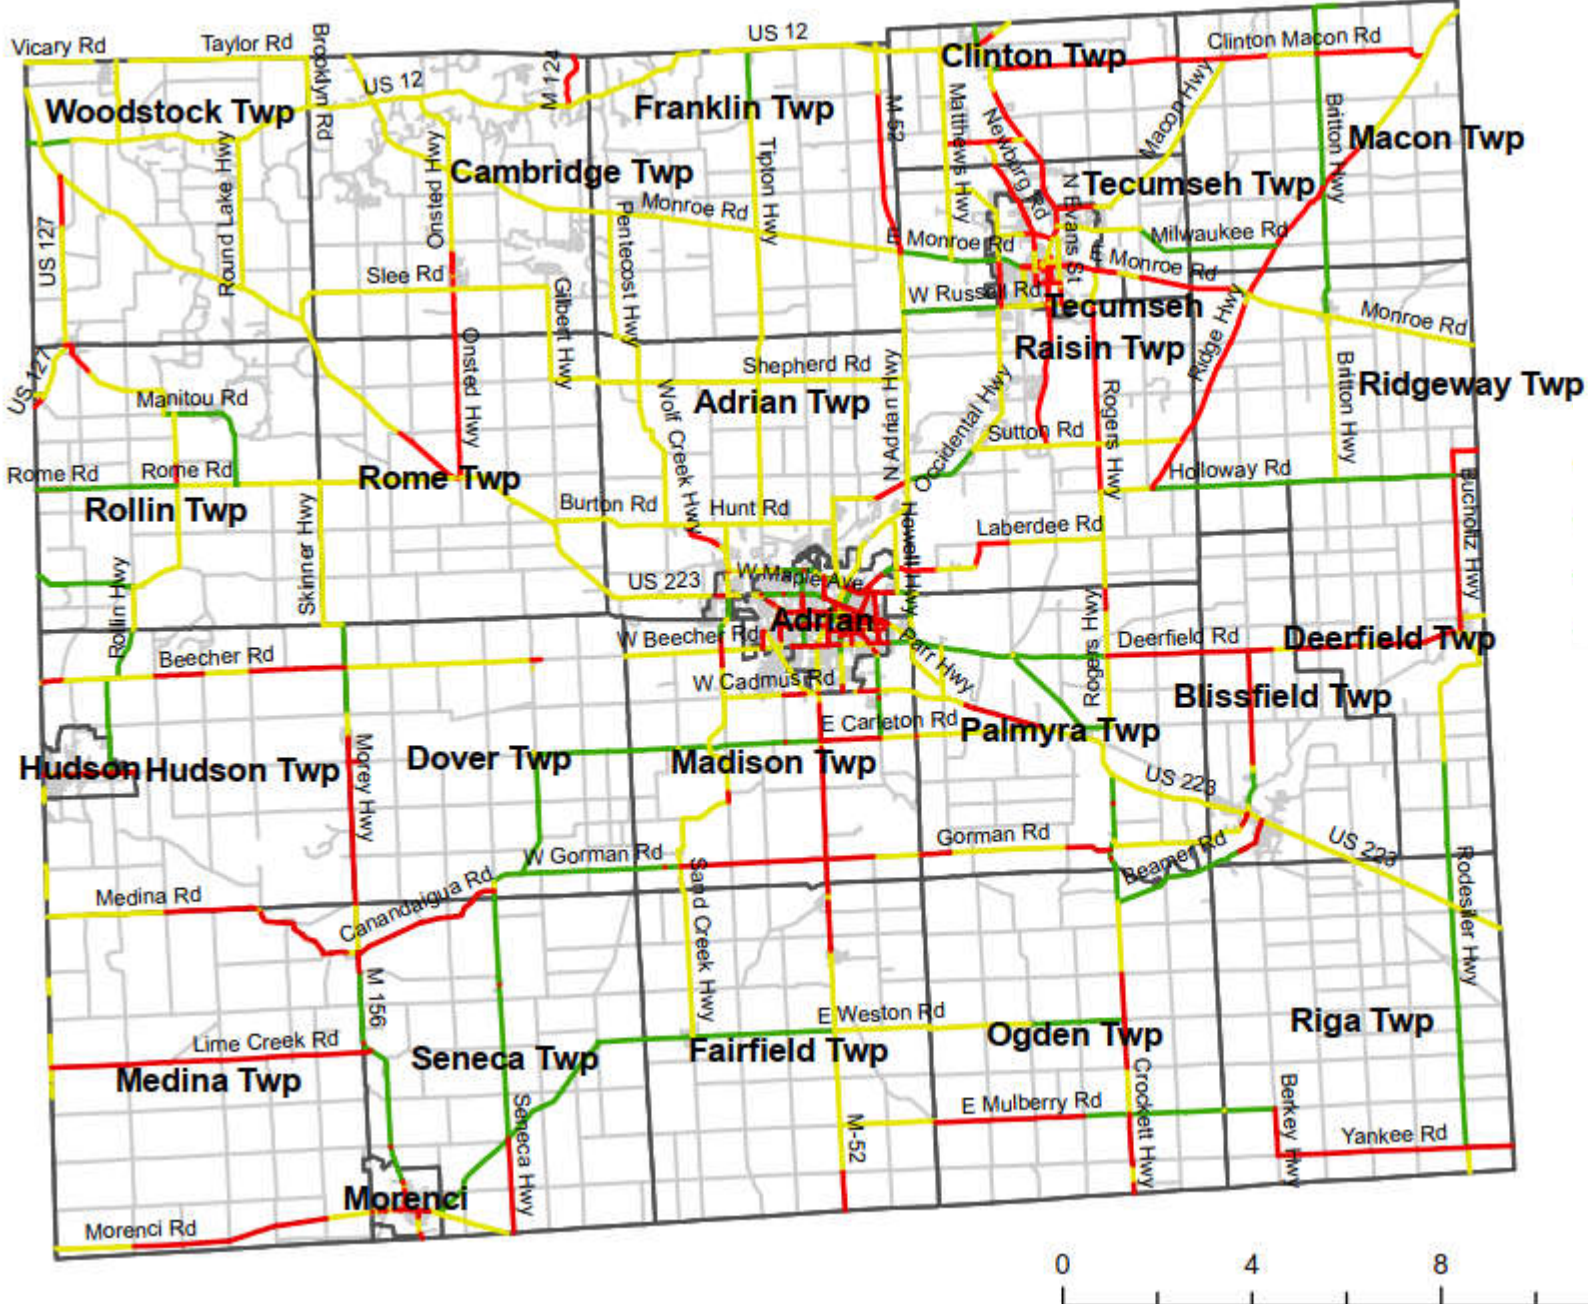 US 12
Vicary Rd
Taylor Rd
Brooklyn Rd
Clinton Macon Rd
Clinton Twp
US 12
M 124
M 52
Matthews Hwy
Newburg Rd
Macon Hwy
Britton Hwy
Woodstock Twp
Franklin Twp
Macon Twp
Round Lake Hwy
Onsted Hwy
Cambridge Twp
Tipton Hwy
Tecumseh Twp
N Evans St
Pentecost Hwy
Monroe Rd
US 127
E Monroe Rd
Milwaukee Rd
E Monroe Rd
Slee Rd
Gilbert Hwy
W Russell Rd
Tecumseh
Monroe Rd
Ridge Hwy
Raisin Twp
US 127
Onsted Hwy
Shepherd Rd
N Adrian Hwy
Britton Hwy
Ridgeway Twp
Manitou Rd
Wolf Creek Hwy
Adrian Twp
Occidental Hwy
Rogers Hwy
Sutton Rd
Rome Rd
Rome Rd
Rome Twp
Holloway Rd
Bucholtz Hwy
Rollin Twp
Skinner Hwy
Burton Rd
Hunt Rd
Howell Hwy
Laberdee Rd
Rollin Hwy
US 223
W Maple Ave
Rogers Hwy
Adrian
W Beecher Rd
Parr Hwy
Deerfield Rd
Deerfield Twp
Beecher Rd
W Cadmus Rd
Blissfield Twp
E Carleton Rd
Palmyra Twp
Hudson
Hudson Twp
Morey Hwy
Dover Twp
Madison Twp
US 223
Gorman Rd
W Gorman Rd
Beamer Rd
US 223
Medina Rd
Canandaigua Rd
Sand Creek Hwy
Rodesiler Hwy
M 156
Lime Creek Rd
E Weston Rd
Ogden Twp
Riga Twp
Medina Twp
Seneca Twp
Fairfield Twp
Seneca Hwy
M-52
E Mulberry Rd
Crockett Hwy
Berkey Hwy
Yankee Rd
Morenci
Morenci Rd
0 4 8